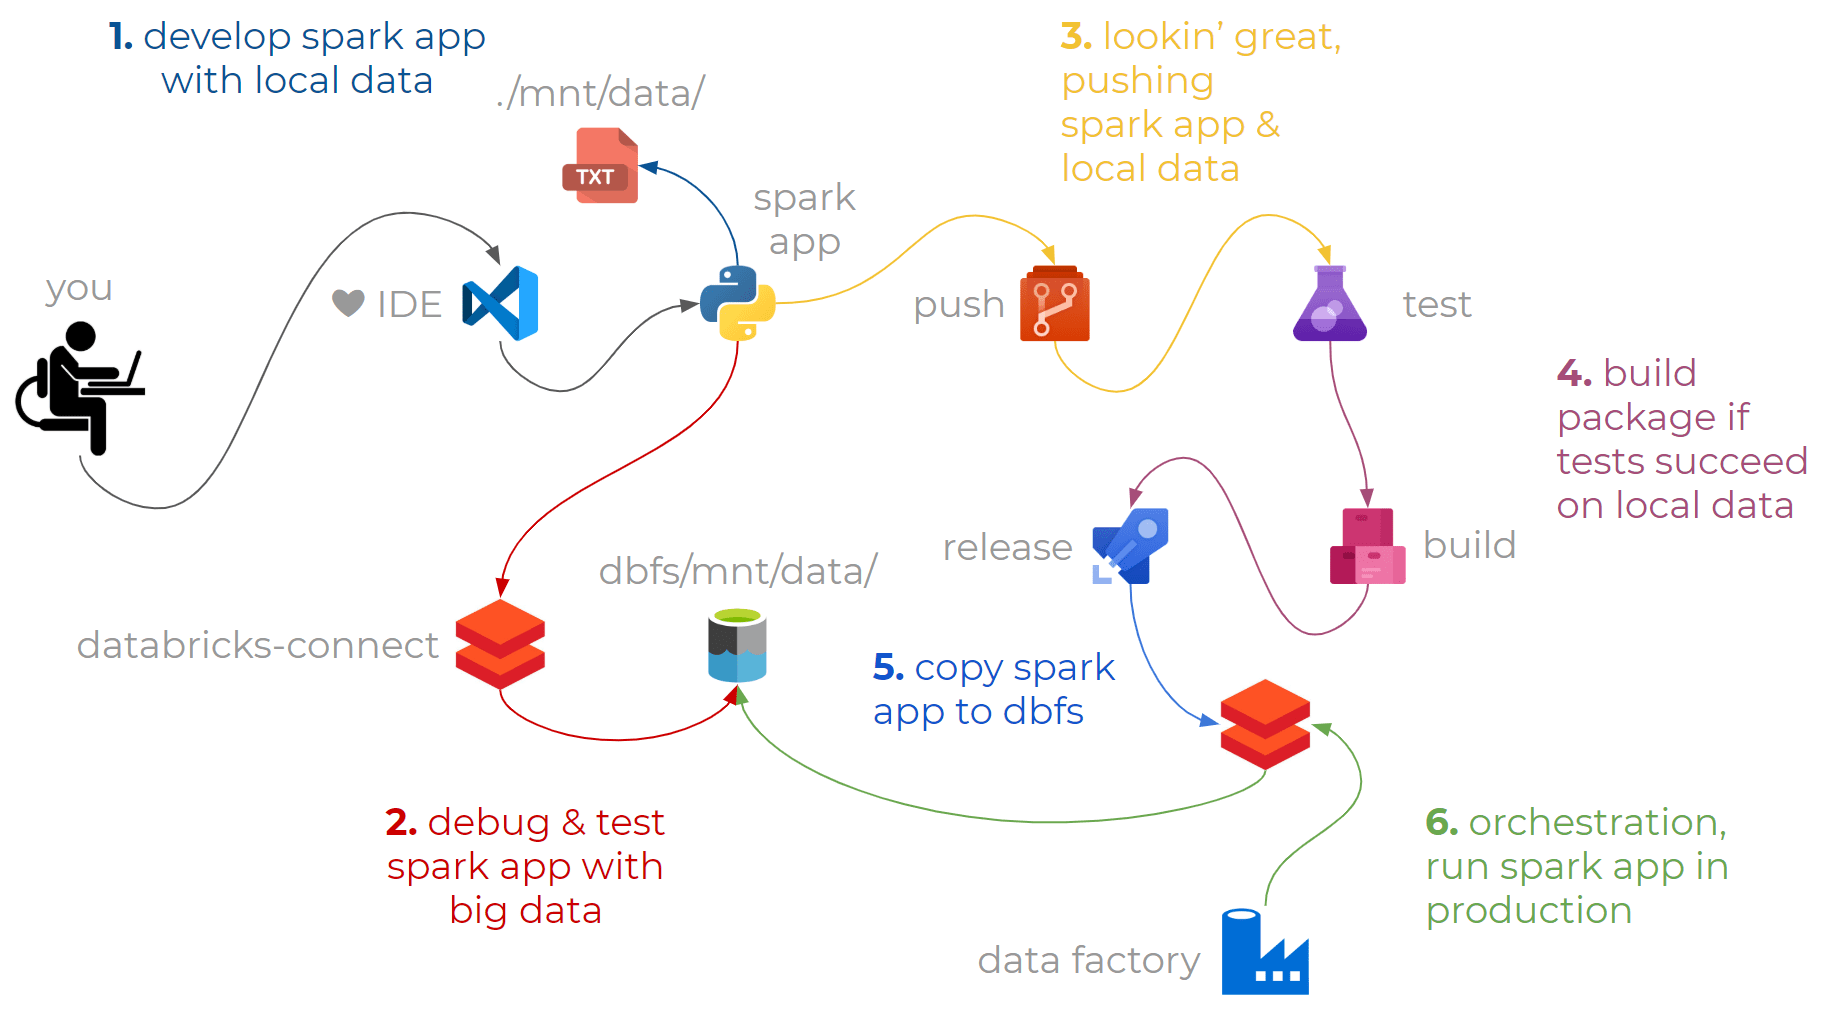 1. develop spark app
with local data
./mnt/data/
TXT
spark
app
you
♥ IDE
3. lookin’ great,
pushing
spark app &
local data
push
test
4. build
package if
tests succeed
on local data
release
build
dbfs/mnt/data/
databricks-connect
5. copy spark
app to dbfs
2. debug & test
spark app with
big data
6. orchestration,
run spark app in
production
data factory